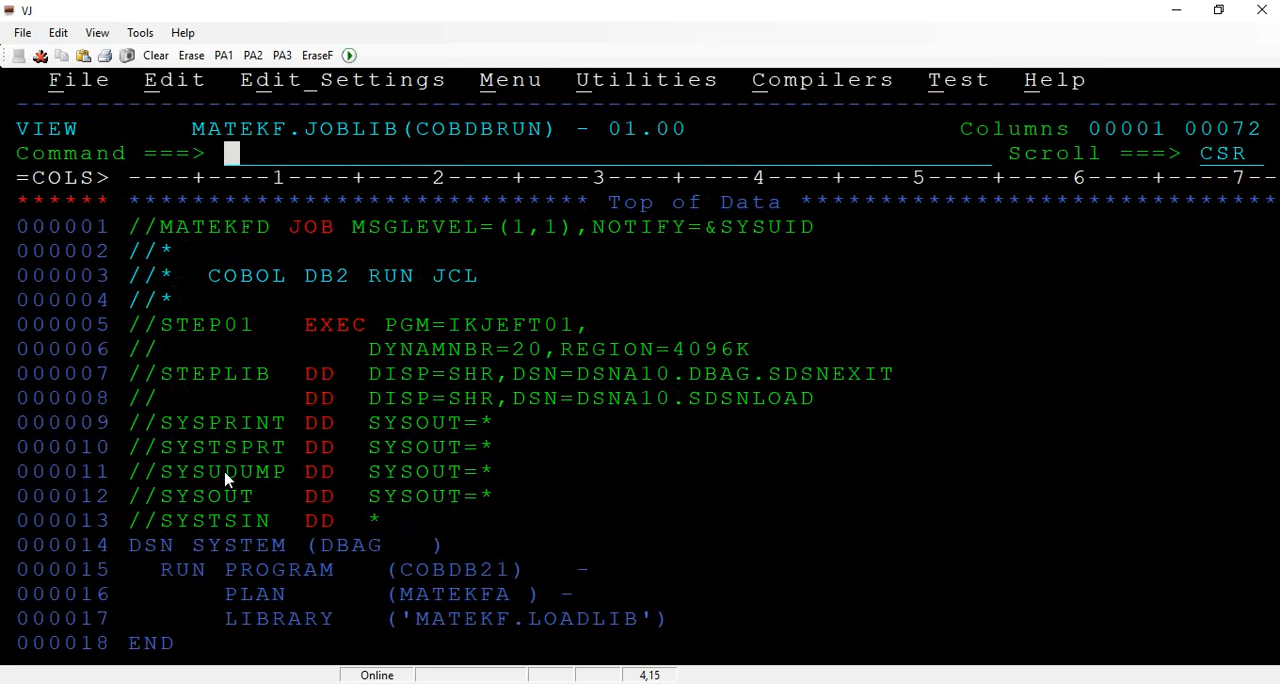 VJ
File Edit View Tools Help
Clear Erase PA1 PA2 PA3 EraseF
File Edit Edit_Settings Menu Utilities Compilers Test Help
VIEW MATEKF.JOBLIB(COBDBRUN) - 01.00 Columns 00001 00072
Command ===> Scroll ===> CSR
=COLS> ----+----1----+----2----+----3----+----4----+----5----+----6----+----7--
****** ***************************** Top of Data ******************************
000001 //MATEKFD JOB MSGLEVEL=(1,1),NOTIFY=&SYSUID
000002 //*
000003 //* COBOL DB2 RUN JCL
000004 //*
000005 //STEP01 EXEC PGM=IKJEFT01,
000006 // DYNAMNBR=20,REGION=4096K
000007 //STEPLIB DD DISP=SHR,DSN=DSNA10.DBAG.SDSNEXIT
000008 // DD DISP=SHR,DSN=DSNA10.SDSNLOAD
000009 //SYSPRINT DD SYSOUT=*
000010 //SYSTSPRT DD SYSOUT=*
000011 //SYSUDUMP DD SYSOUT=*
000012 //SYSOUT DD SYSOUT=*
000013 //SYSTSIN DD *
000014 DSN SYSTEM (DBAG )
000015 RUN PROGRAM (COBDB21) -
000016 PLAN (MATEKFA ) -
000017 LIBRARY ('MATEKF.LOADLIB')
000018 END
Online 4,15